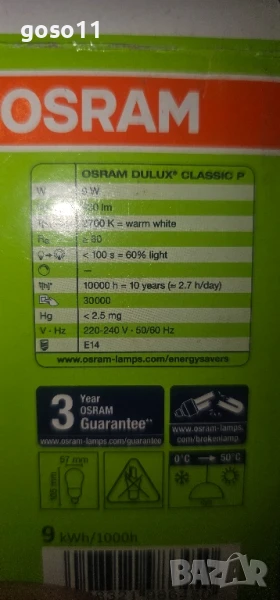 goso11
OSRAM
OSRAM DULUX® CLASSIC P
W 9 W
lm
2700 K = warm white
Ra ≥ 80
< 100 s = 60% light
—
10000 h = 10 years (= 2.7 h/day)
30000
Hg < 2.5 mg
V - Hz 220-240 V - 50/60 Hz
E14
www.osram-lamps.com/energysavers
3 Year
OSRAM
Guarantee**
www.osram-lamps.com/guarantee
www.osram-lamps.
com/brokenlamp
97 mm
0°C → 50°C
9 kWh/1000h
BAZAR